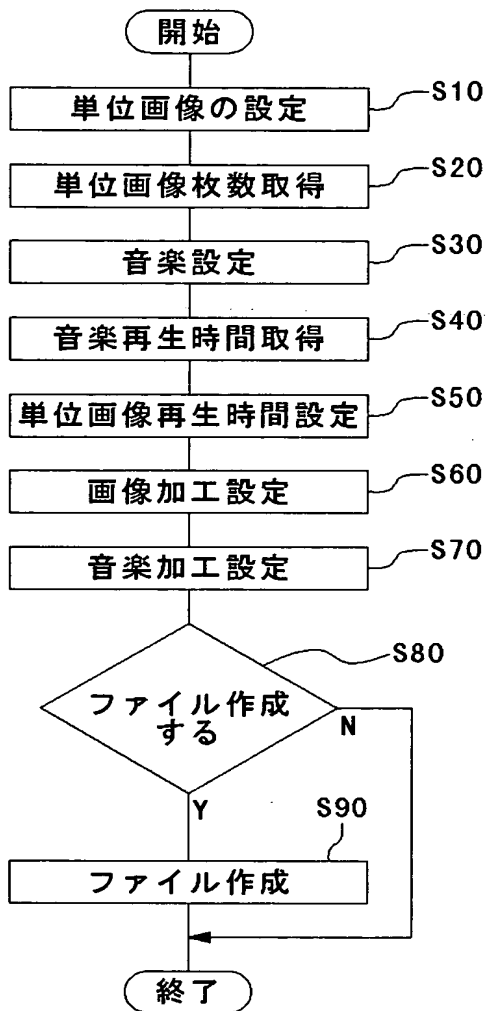 開始
単位画像の設定
S10
単位画像枚数取得
S20
音楽設定
S30
音楽再生時間取得
S40
単位画像再生時間設定
S50
画像加工設定
S60
音楽加工設定
S70
S80
ファイル作成
する
N
Y
S90
ファイル作成
終了